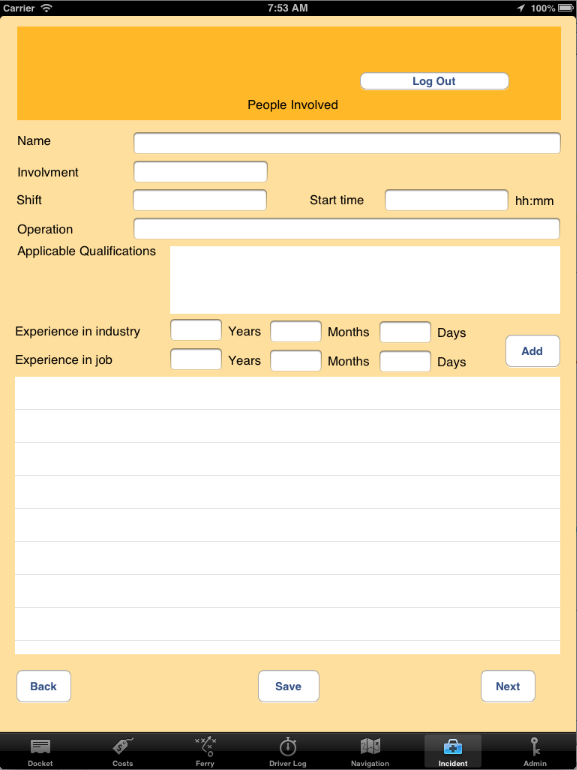 Carrier 7:53 AM 100%
Log Out
People Involved
Name
Involvment
Shift Start time hh:mm
Operation
Applicable Qualifications
Experience in industry Years Months Days
Add
Experience in job Years Months Days
Back Save Next
Docket Costs Ferry Driver Log Navigation Incident Admin